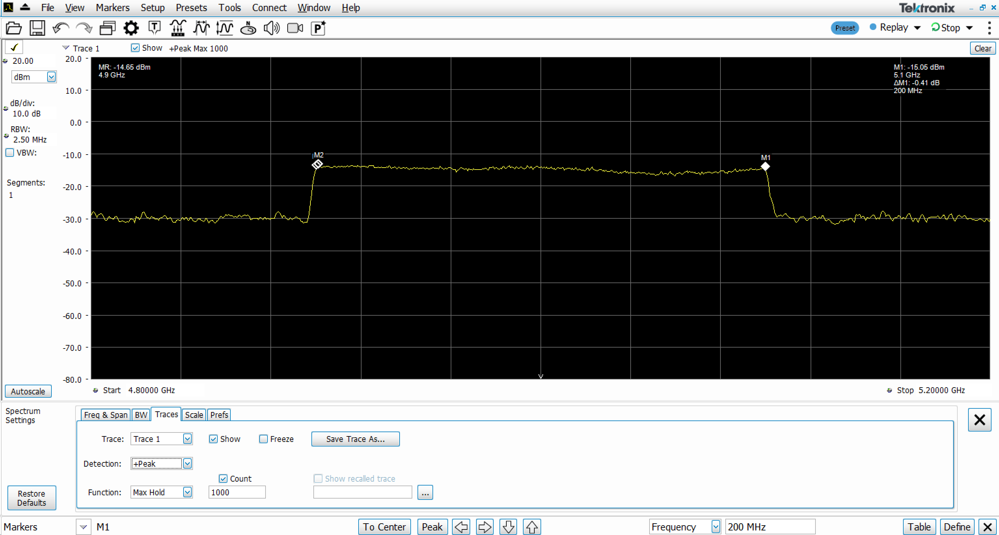 File View Markers Setup Presets Tools Connect Window Help Tektronix
T N P Preset Replay Stop
Trace 1 Show +Peak Max 1000 Clear
20.00
dBm
dB/div:
10.0 dB
RBW:
2.50 MHz
VBW:
Segments:
1
Autoscale
20.0
10.0
0.0
-10.0
-20.0
-30.0
-40.0
-50.0
-60.0
-70.0
-80.0
MR: -14.65 dBm
4.9 GHz
M1: -15.05 dBm
5.1 GHz
ΔM1: -0.41 dB
200 MHz
M2
M1
Start 4.80000 GHz Stop 5.20000 GHz
Spectrum
Settings
Freq & Span BW Traces Scale Prefs
Trace: Trace 1 Show Freeze Save Trace As...
Detection: +Peak
Count Show recalled trace
Function: Max Hold 1000 ...
Restore
Defaults
Markers M1 To Center Peak Frequency 200 MHz Table Define